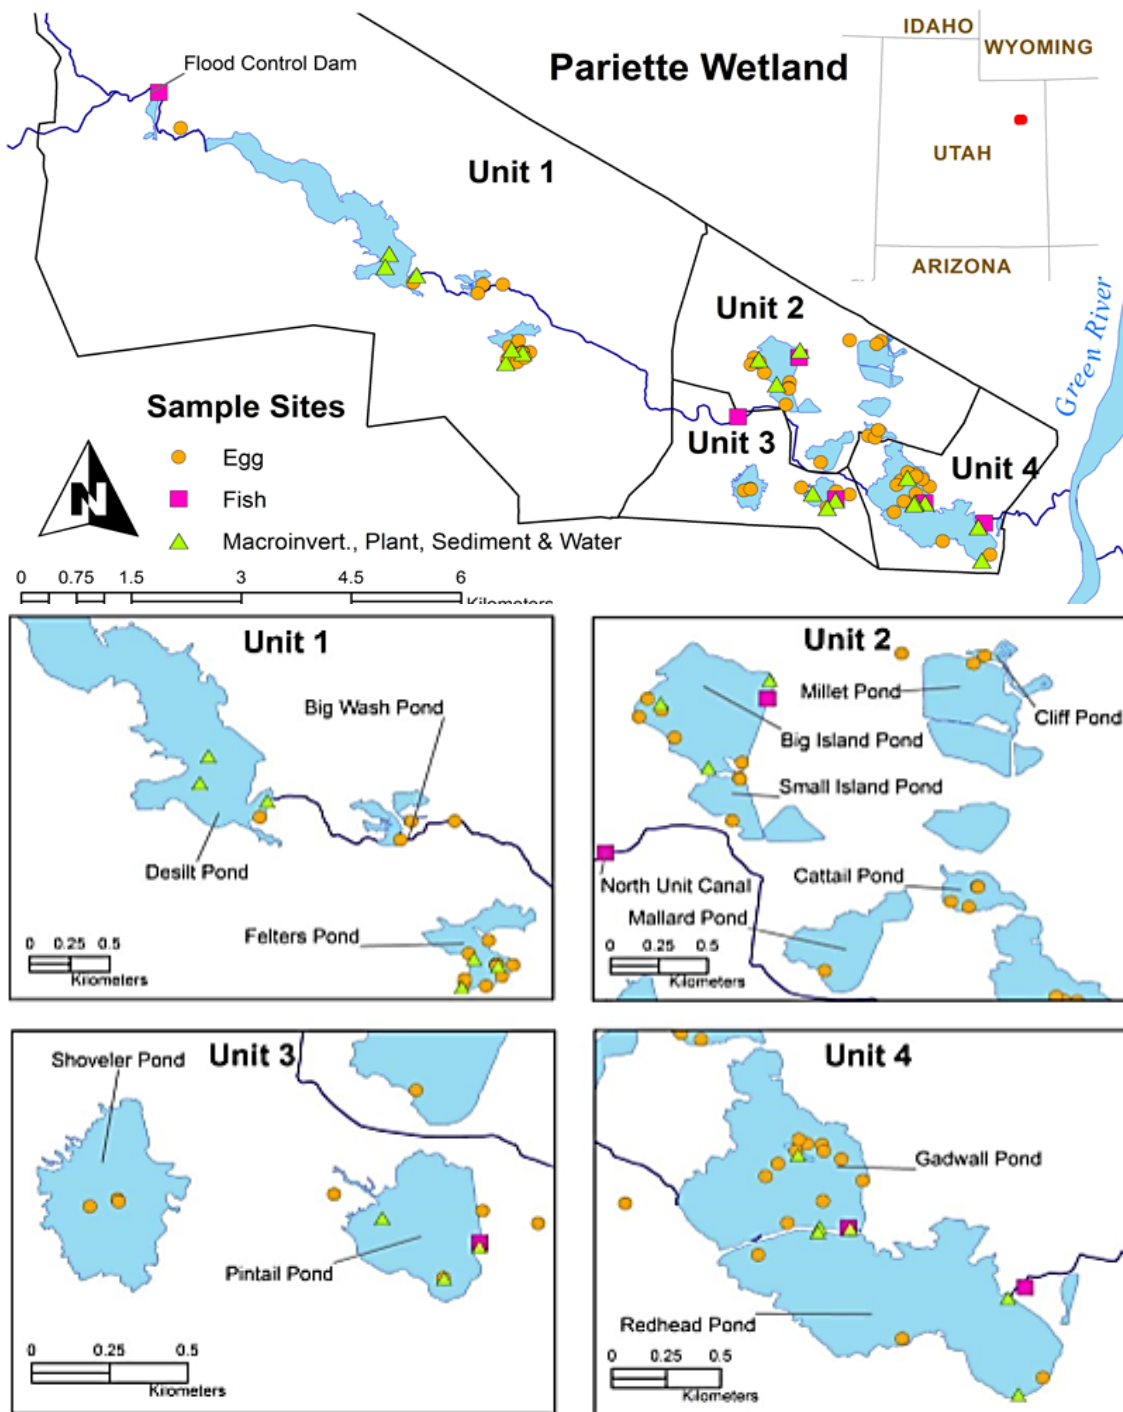 Pariette Wetland
IDAHO
WYOMING
UTAH
ARIZONA
Flood Control Dam
Unit 1
Unit 2
Unit 3
Unit 4
Green River
Sample Sites
Egg
Fish
Macroinvert., Plant, Sediment & Water
N
0 0.75 1.5 3 4.5 6
Kilometers
Unit 1
Big Wash Pond
Desilt Pond
Felters Pond
0 0.25 0.5
Kilometers
Unit 2
Millet Pond
Cliff Pond
Big Island Pond
Small Island Pond
North Unit Canal
Cattail Pond
Mallard Pond
0 0.25 0.5
Kilometers
Unit 3
Shoveler Pond
Pintail Pond
0 0.25 0.5
Kilometers
Unit 4
Gadwall Pond
Redhead Pond
0 0.25 0.5
Kilometers